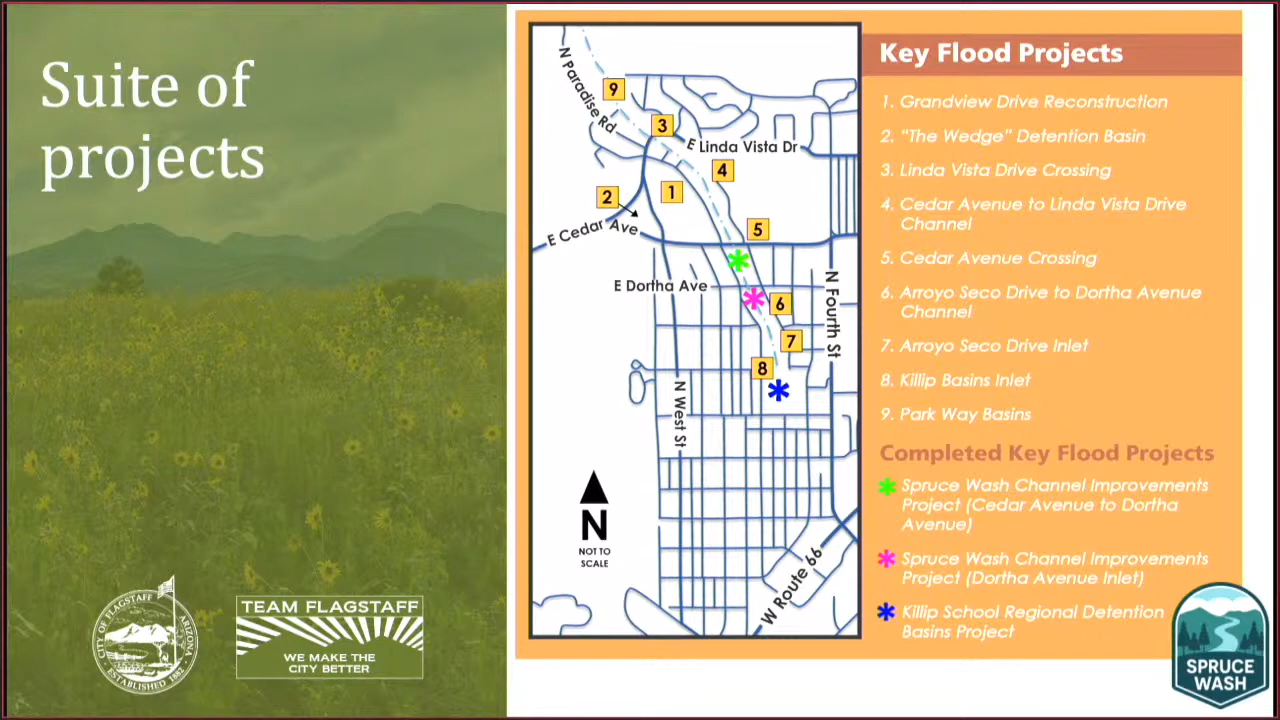 Suite of
projects
CITY OF FLAGSTAFF
ARIZONA
ESTABLISHED 1882
TEAM FLAGSTAFF
WE MAKE THE
CITY BETTER
N Paradise Rd
9
3
E Linda Vista Dr
4
1
2
E Cedar Ave
5
E Dortha Ave
6
N Fourth St
7
8
N West St
N
NOT TO
SCALE
W Route 66
Key Flood Projects
1. Grandview Drive Reconstruction
2. “The Wedge” Detention Basin
3. Linda Vista Drive Crossing
4. Cedar Avenue to Linda Vista Drive
Channel
5. Cedar Avenue Crossing
6. Arroyo Seco Drive to Dortha Avenue
Channel
7. Arroyo Seco Drive Inlet
8. Killip Basins Inlet
9. Park Way Basins
Completed Key Flood Projects
Spruce Wash Channel Improvements
Project (Cedar Avenue to Dortha
Avenue)
Spruce Wash Channel Improvements
Project (Dortha Avenue Inlet)
Killip School Regional Detention
Basins Project
SPRUCE
WASH